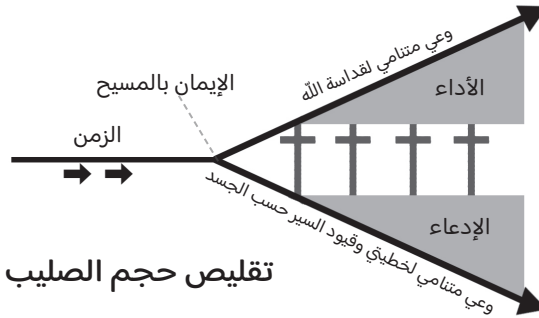 وعي متنامي لقداسة الله
الأداء
الإيمان بالمسيح
الزمن
الإدعاء
وعي متنامي لخطيتي وقيود السير حسب الجسد
تقليص حجم الصليب